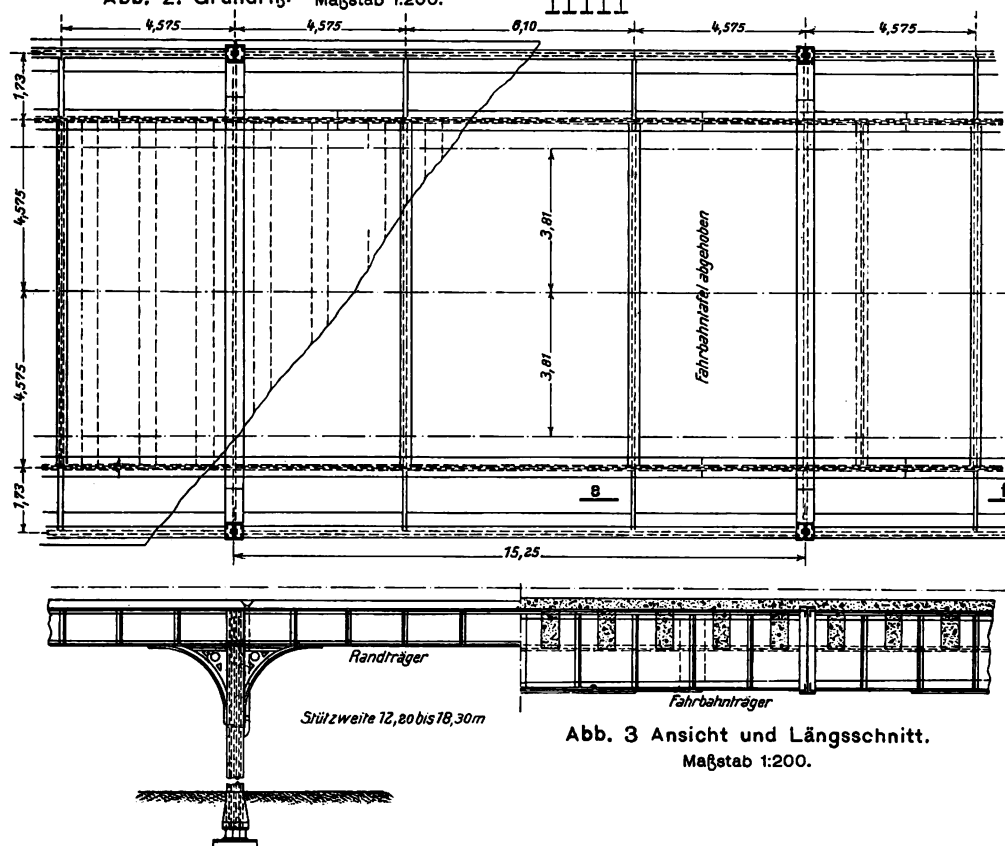 Abb. 2. Grundriß. Maßstab 1:200.
4,575 4,575 6,10 4,575 4,575
1,73
4,575
3,81
Fahrbahntafel abgehoben
4,575
3,81
1,73
8
15,25
Randträger
Stützweite 12,20 bis 18,30m
Fahrbahnträger
Abb. 3 Ansicht und Längsschnitt.
Maßstab 1:200.